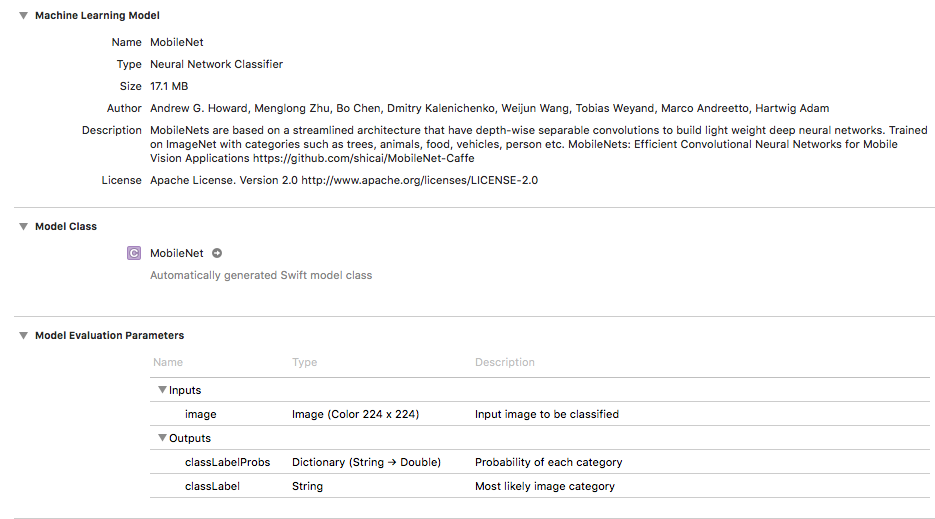 Machine Learning Model
Name MobileNet
Type Neural Network Classifier
Size 17.1 MB
Author Andrew G. Howard, Menglong Zhu, Bo Chen, Dmitry Kalenichenko, Weijun Wang, Tobias Weyand, Marco Andreetto, Hartwig Adam
Description MobileNets are based on a streamlined architecture that have depth-wise separable convolutions to build light weight deep neural networks. Trained
on ImageNet with categories such as trees, animals, food, vehicles, person etc. MobileNets: Efficient Convolutional Neural Networks for Mobile
Vision Applications https://github.com/shicai/MobileNet-Caffe
License Apache License. Version 2.0 http://www.apache.org/licenses/LICENSE-2.0
Model Class
C MobileNet
Automatically generated Swift model class
Model Evaluation Parameters
Name Type Description
Inputs
image Image (Color 224 x 224) Input image to be classified
Outputs
classLabelProbs Dictionary (String → Double) Probability of each category
classLabel String Most likely image category